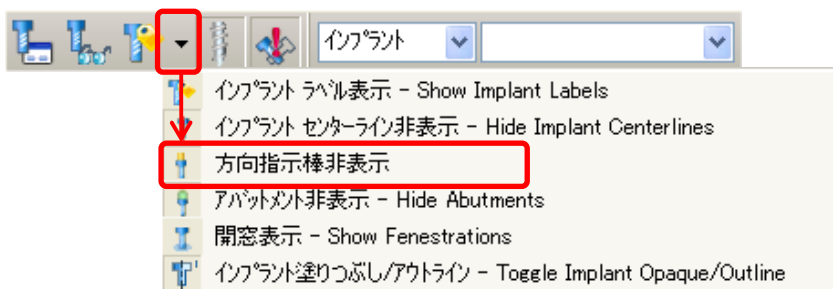 インプラント
インプラント ラベル表示 - Show Implant Labels
インプラント センターライン非表示 - Hide Implant Centerlines
方向指示棒非表示
アバットメント非表示 - Hide Abutments
開窓表示 - Show Fenestrations
インプラント塗りつぶし/アウトライン - Toggle Implant Opaque/Outline